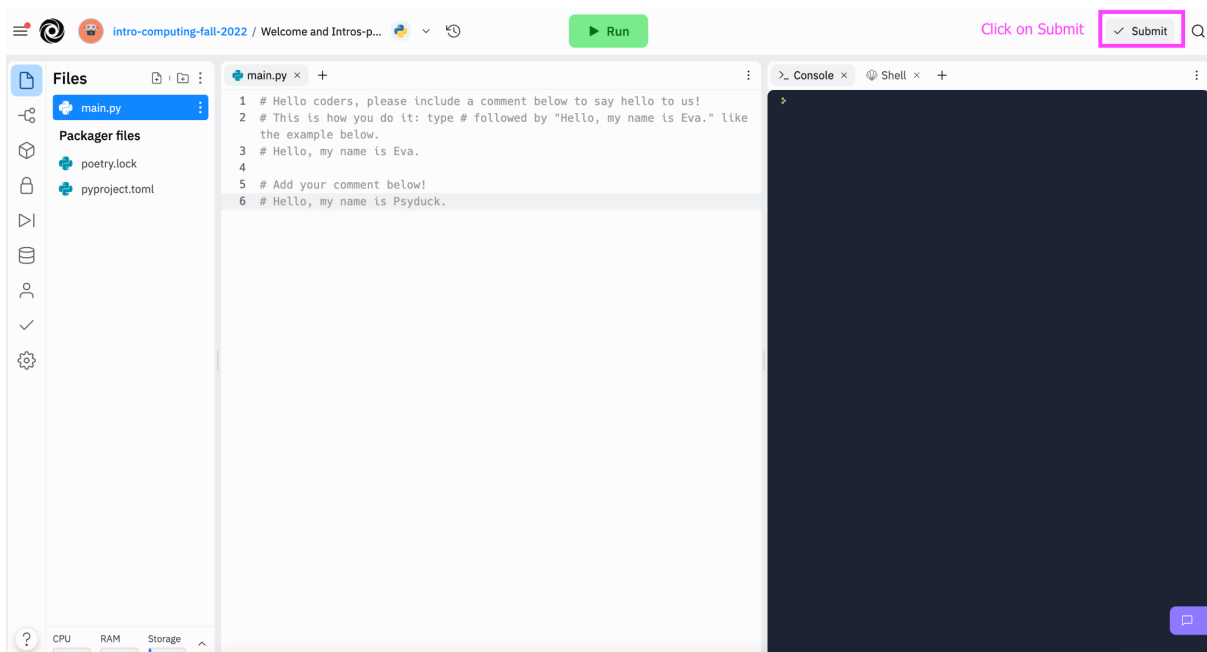 intro-computing-fall-2022 / Welcome and Intros-p...
Run
Click on Submit
Submit
Files
main.py
Packager files
poetry.lock
pyproject.toml
CPU RAM Storage
main.py × +
1 # Hello coders, please include a comment below to say hello to us!
2 # This is how you do it: type # followed by "Hello, my name is Eva." like
the example below.
3 # Hello, my name is Eva.
4
5 # Add your comment below!
6 # Hello, my name is Psyduck.
>_ Console × Shell × +
>
?